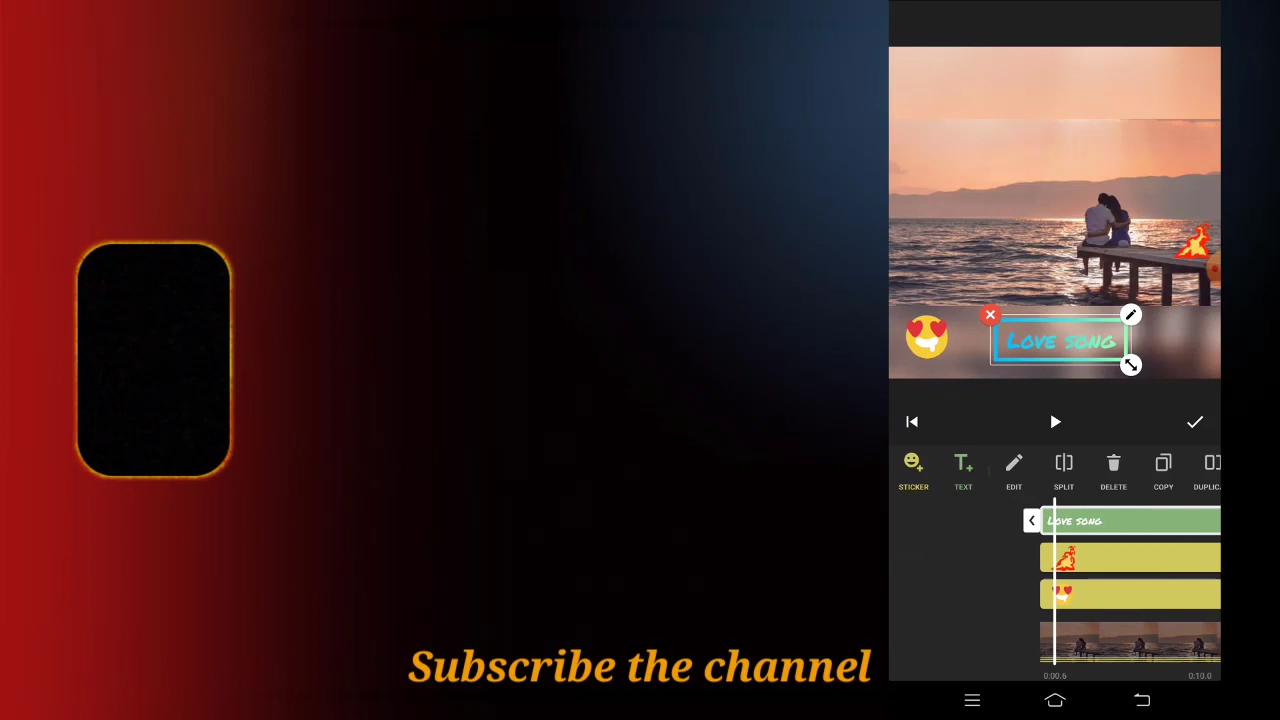 Love song
STICKER
TEXT
EDIT
SPLIT
DELETE
COPY
DUPLICA
Love song
0:00.6
0:10.0
Subscribe the channel